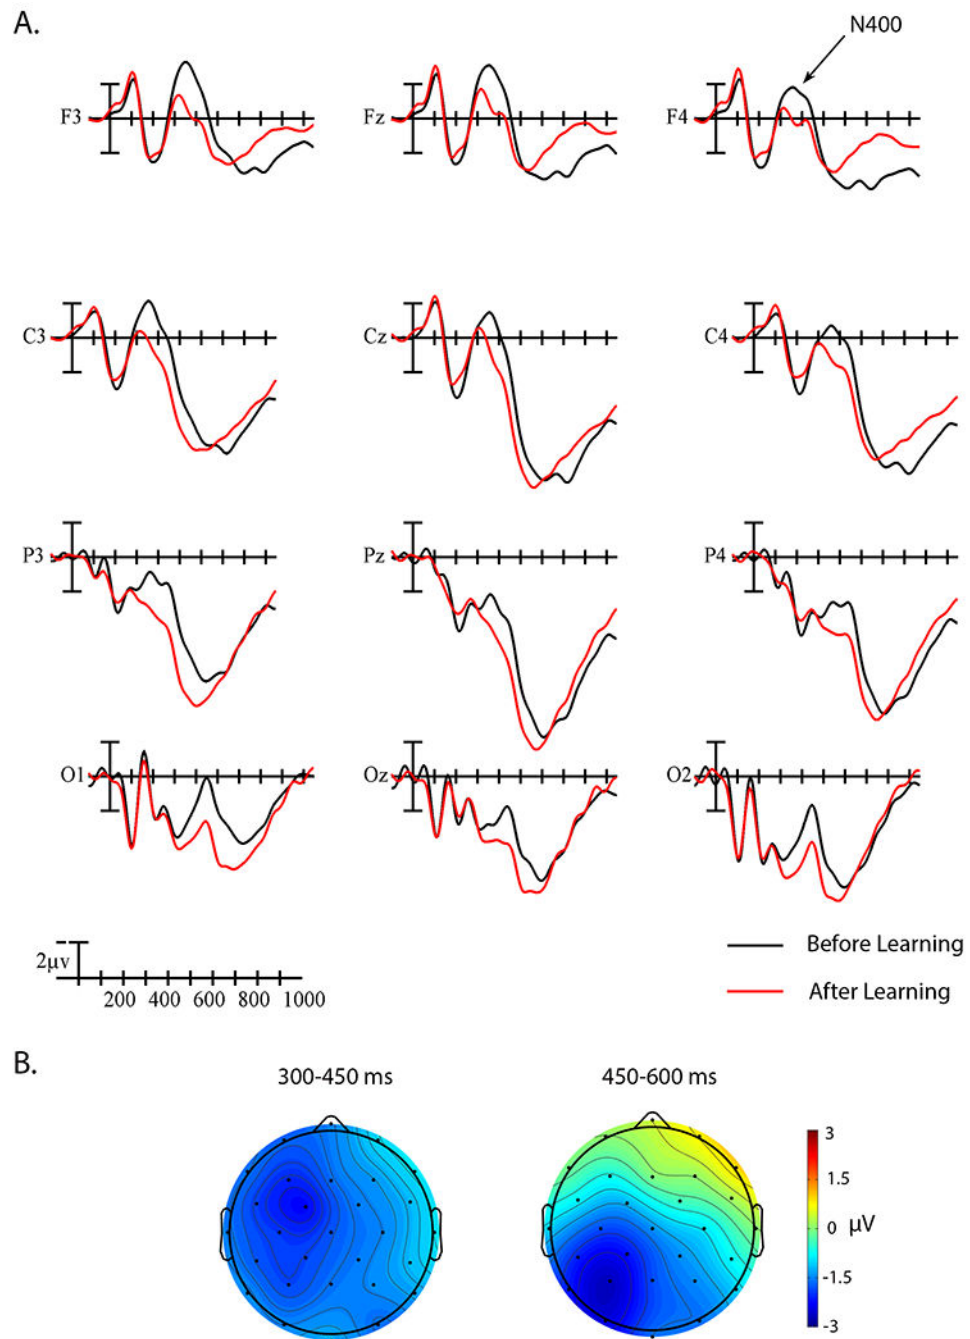 A.
N400
F3
Fz
F4
C3
Cz
C4
P3
Pz
P4
O1
Oz
O2
2μv
200 400 600 800 1000
Before Learning
After Learning
B.
300-450 ms
450-600 ms
3
1.5
0 μV
-1.5
-3